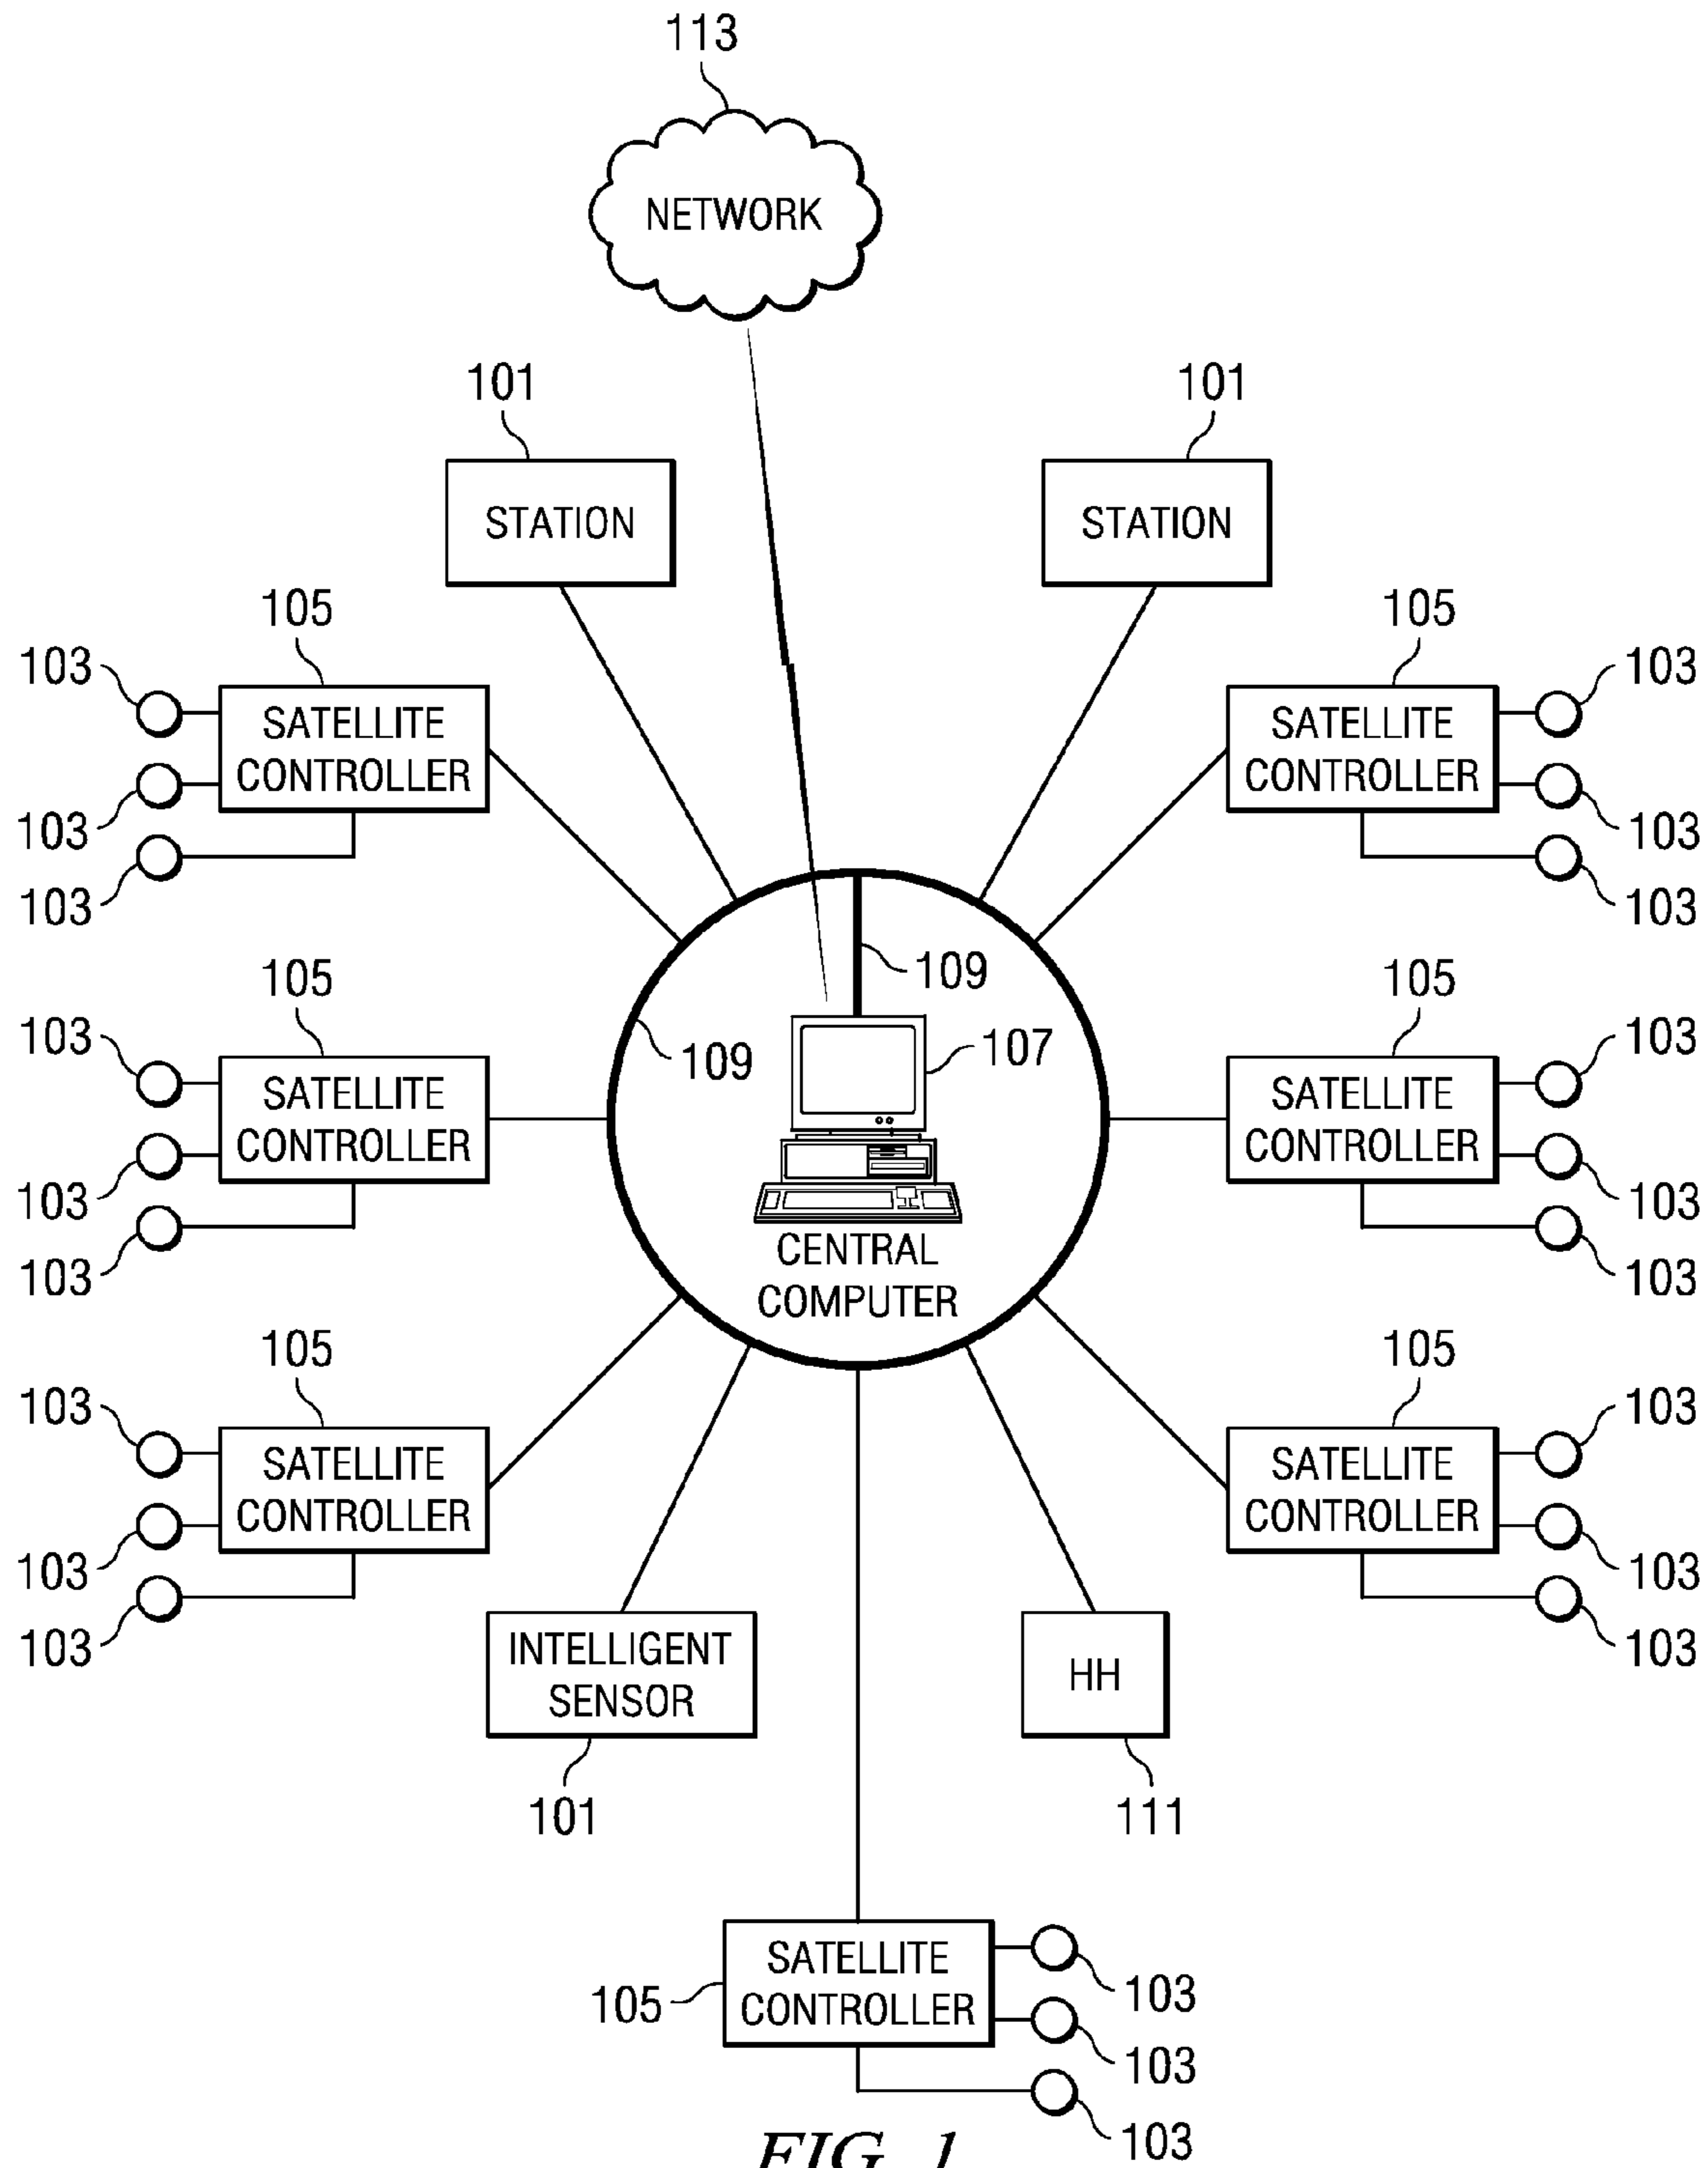 113
NETWORK
101
101
STATION
STATION
105
105
103
103
SATELLITE
CONTROLLER
SATELLITE
CONTROLLER
103
103
103
103
109
105
105
103
103
109
107
SATELLITE
CONTROLLER
SATELLITE
CONTROLLER
103
103
CENTRAL
COMPUTER
103
103
105
105
103
103
SATELLITE
CONTROLLER
SATELLITE
CONTROLLER
103
103
103
103
INTELLIGENT
SENSOR
HH
101
111
SATELLITE
CONTROLLER
105
103
103
103
FIG. 1